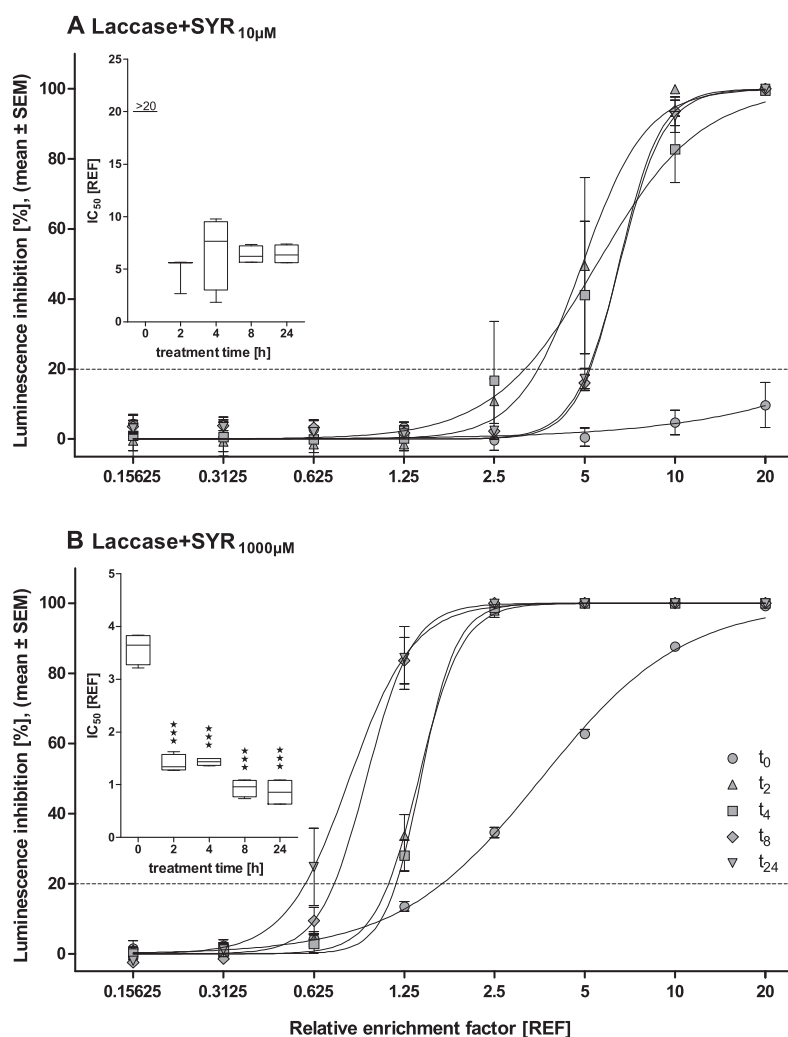 A Laccase+SYR 10µM
Luminescence inhibition [%], (mean ± SEM)
100
80
60
40
20
0
0.15625 0.3125 0.625 1.25 2.5 5 10 20
IC50 [REF]
25
20
15
10
5
0
>20
0 2 4 8 24
treatment time [h]
B Laccase+SYR 1000µM
Luminescence inhibition [%], (mean ± SEM)
100
80
60
40
20
0
IC50 [REF]
5
4
3
2
1
0
★★★ ★★★ ★★★ ★★★
0 2 4 8 24
treatment time [h]
t0
t2
t4
t8
t24
0.15625 0.3125 0.625 1.25 2.5 5 10 20
Relative enrichment factor [REF]